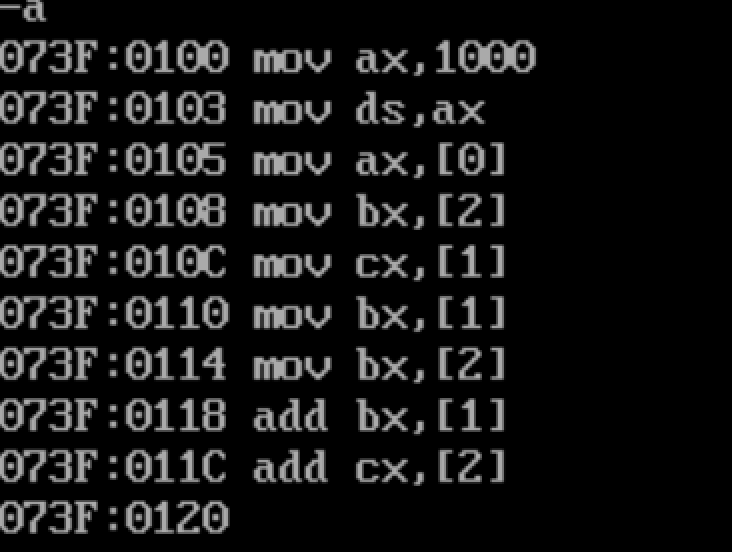 -a
073F:0100 mov ax,1000
073F:0103 mov ds,ax
073F:0105 mov ax,[0]
073F:0108 mov bx,[2]
073F:010C mov cx,[1]
073F:0110 mov bx,[1]
073F:0114 mov bx,[2]
073F:0118 add bx,[1]
073F:011C add cx,[2]
073F:0120